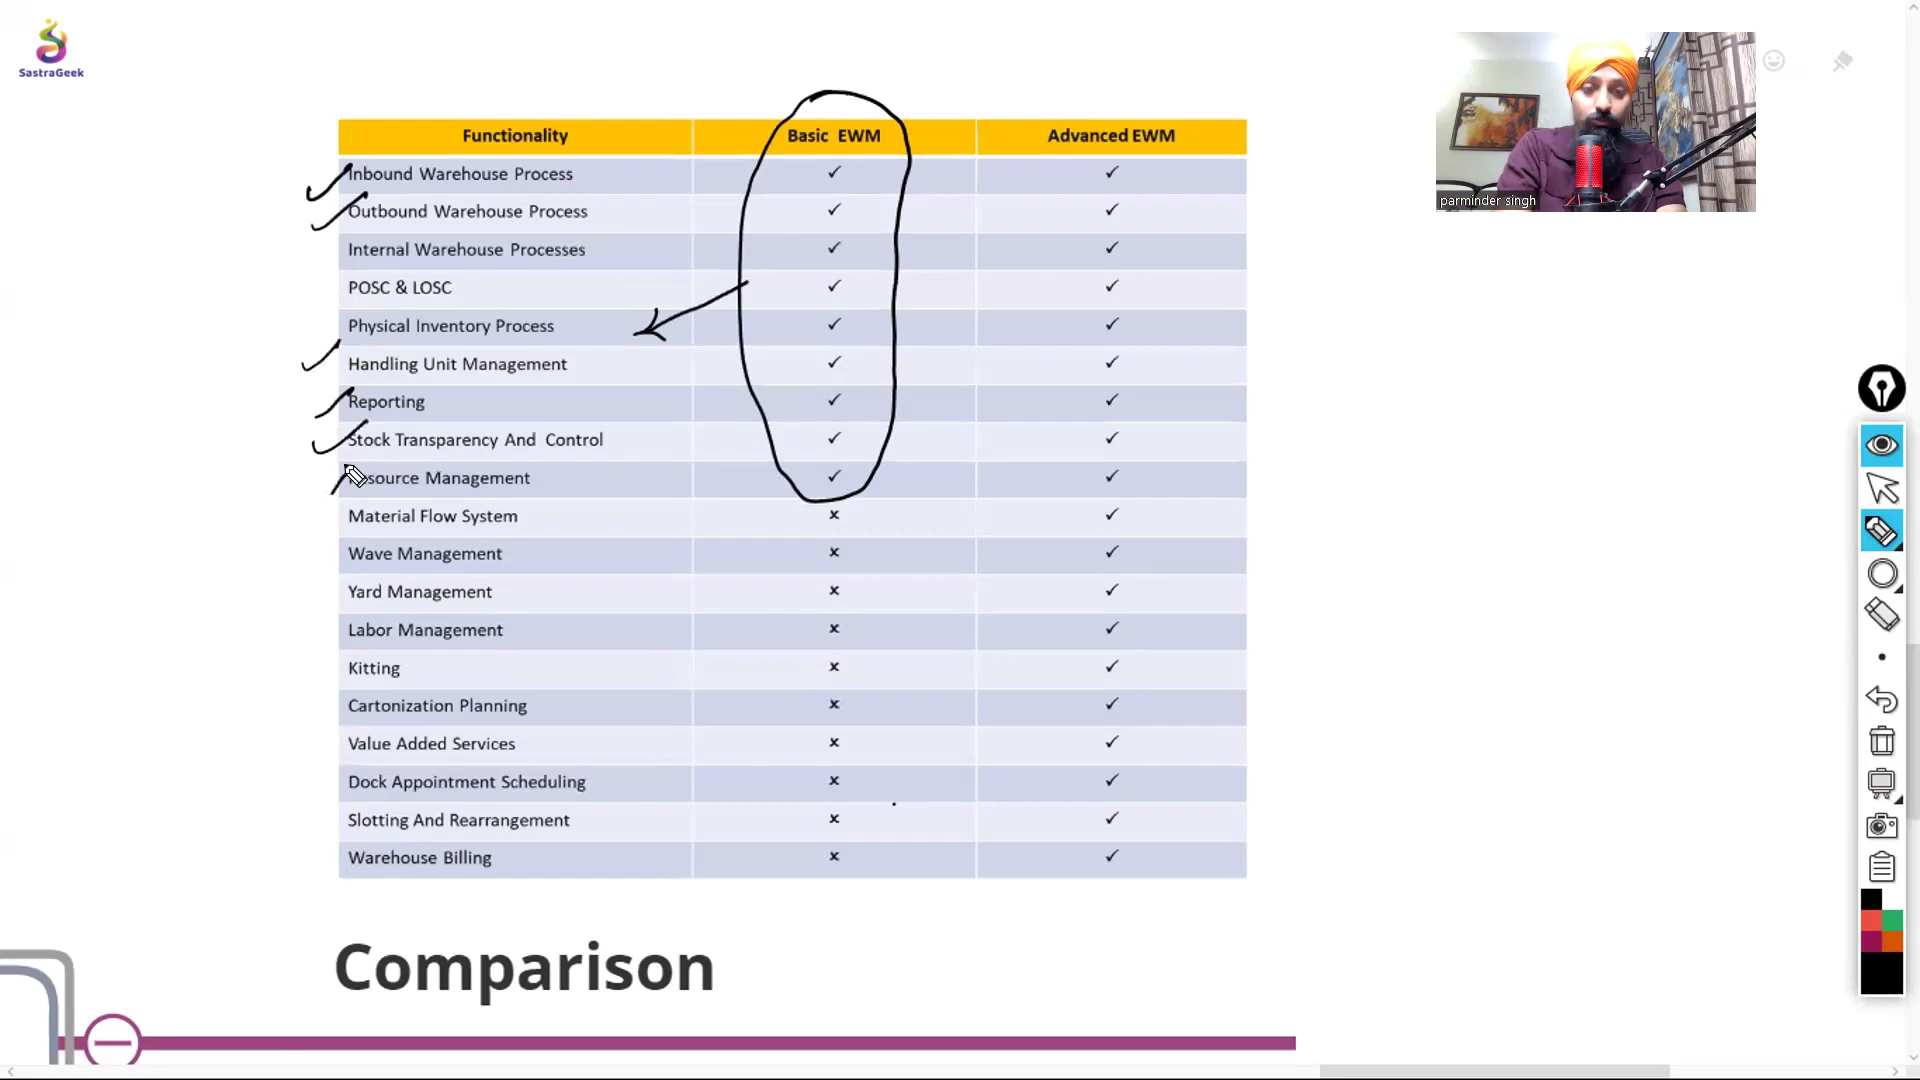 SastraGeek
parminder singh
Functionality Basic EWM Advanced EWM
Inbound Warehouse Process ✓ ✓
Outbound Warehouse Process ✓ ✓
Internal Warehouse Processes ✓ ✓
POSC & LOSC ✓ ✓
Physical Inventory Process ✓ ✓
Handling Unit Management ✓ ✓
Reporting ✓ ✓
Stock Transparency And Control ✓ ✓
Resource Management ✓ ✓
Material Flow System × ✓
Wave Management × ✓
Yard Management × ✓
Labor Management × ✓
Kitting × ✓
Cartonization Planning × ✓
Value Added Services × ✓
Dock Appointment Scheduling × ✓
Slotting And Rearrangement × ✓
Warehouse Billing × ✓
Comparison